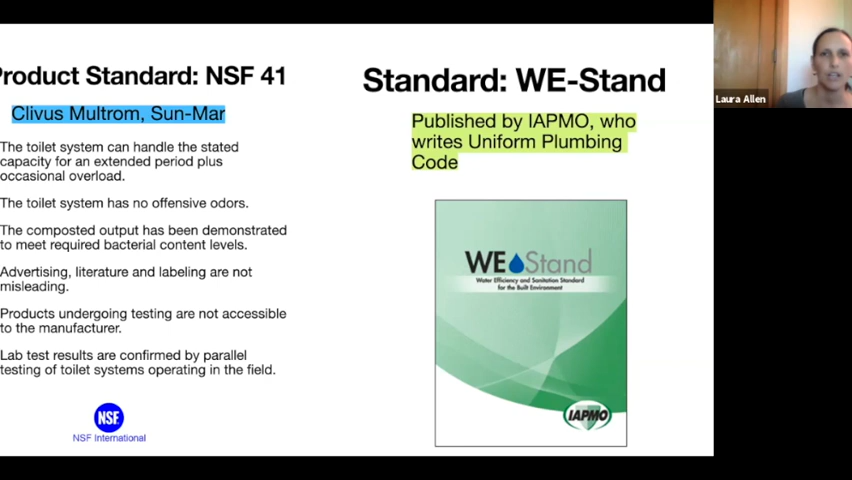 Product Standard: NSF 41
Clivus Multrom, Sun-Mar
The toilet system can handle the stated
capacity for an extended period plus
occasional overload.
The toilet system has no offensive odors.
The composted output has been demonstrated
to meet required bacterial content levels.
Advertising, literature and labeling are not
misleading.
Products undergoing testing are not accessible
to the manufacturer.
Lab test results are confirmed by parallel
testing of toilet systems operating in the field.
NSF
NSF International
Standard: WE-Stand
Published by IAPMO, who
writes Uniform Plumbing
Code
WE Stand
Water Efficiency and Sanitation Standard
for the Built Environment
IAPMO
Laura Allen